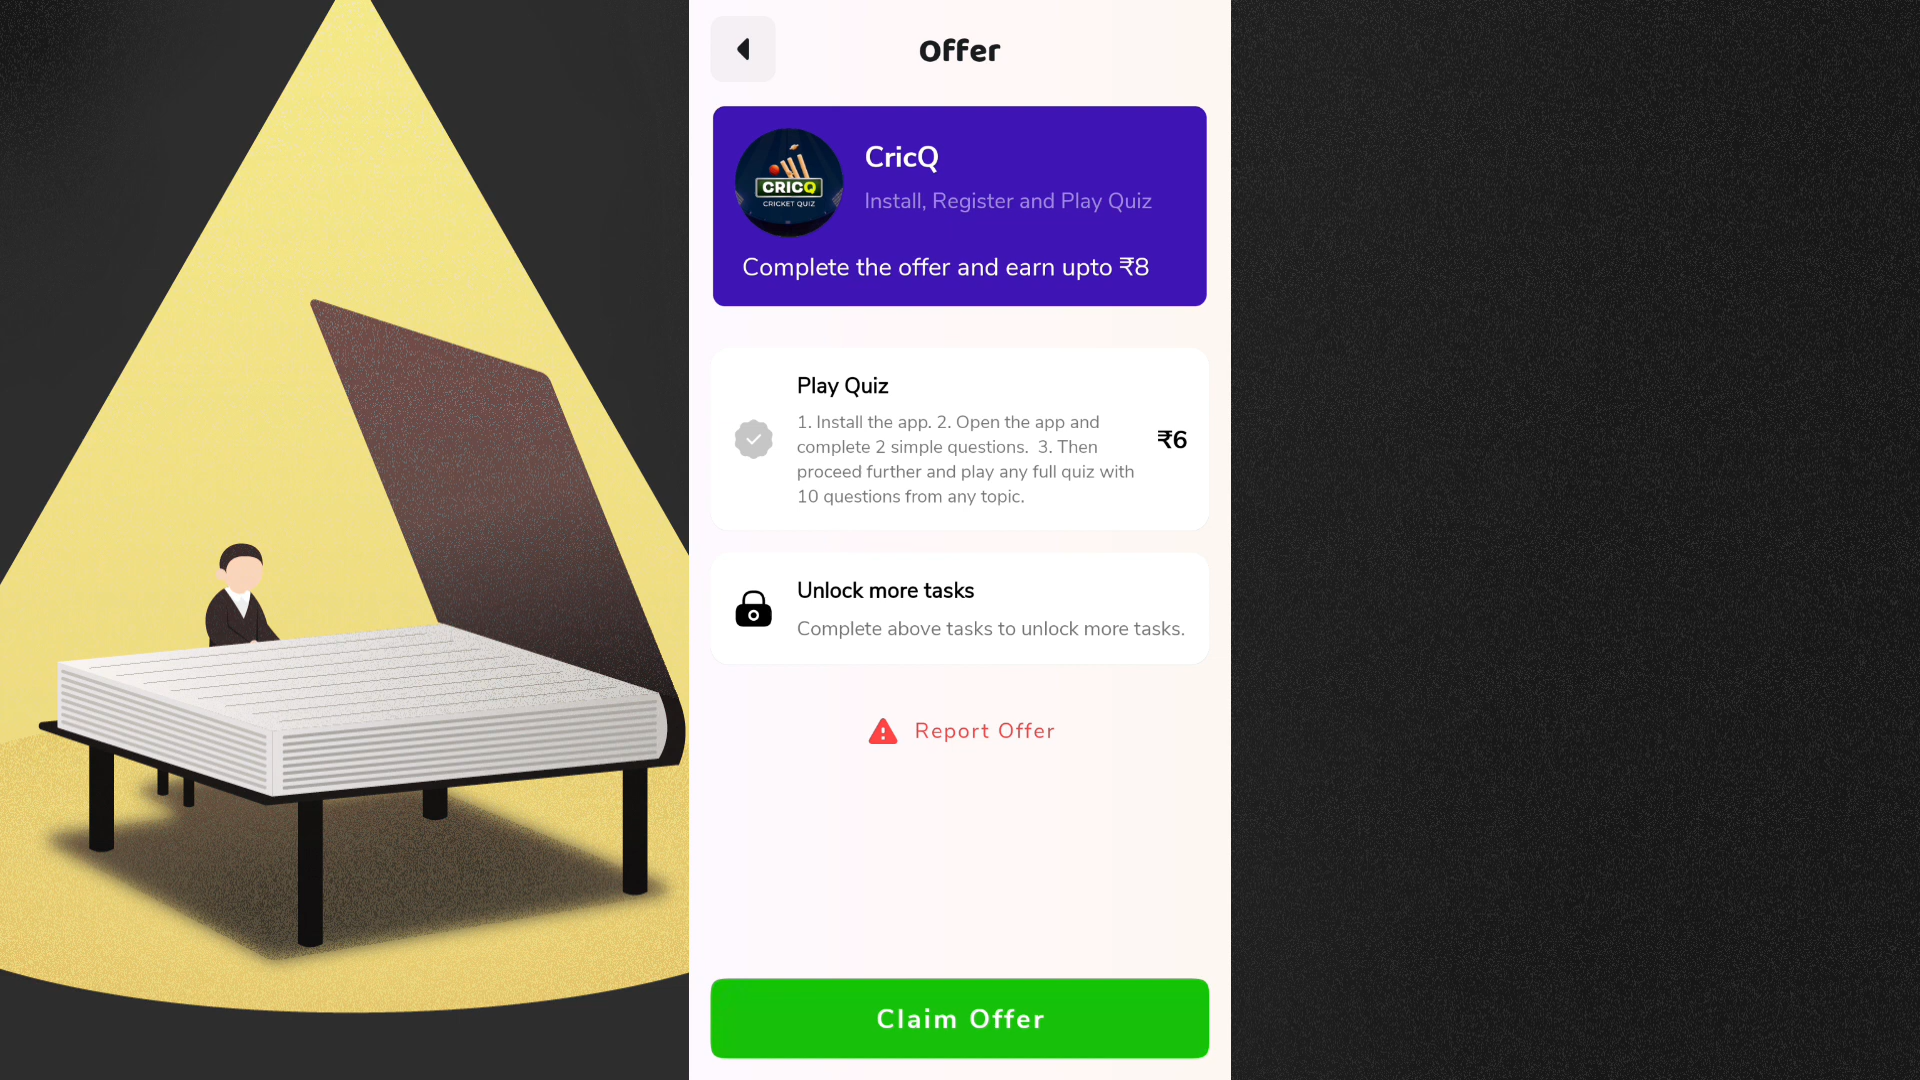 Offer
CRICQ
CRICKET QUIZ
CricQ
Install, Register and Play Quiz
Complete the offer and earn upto ₹8
Play Quiz
1. Install the app. 2. Open the app and
complete 2 simple questions.  3. Then
proceed further and play any full quiz with
10 questions from any topic.
₹6
Unlock more tasks
Complete above tasks to unlock more tasks.
Report Offer
Claim Offer